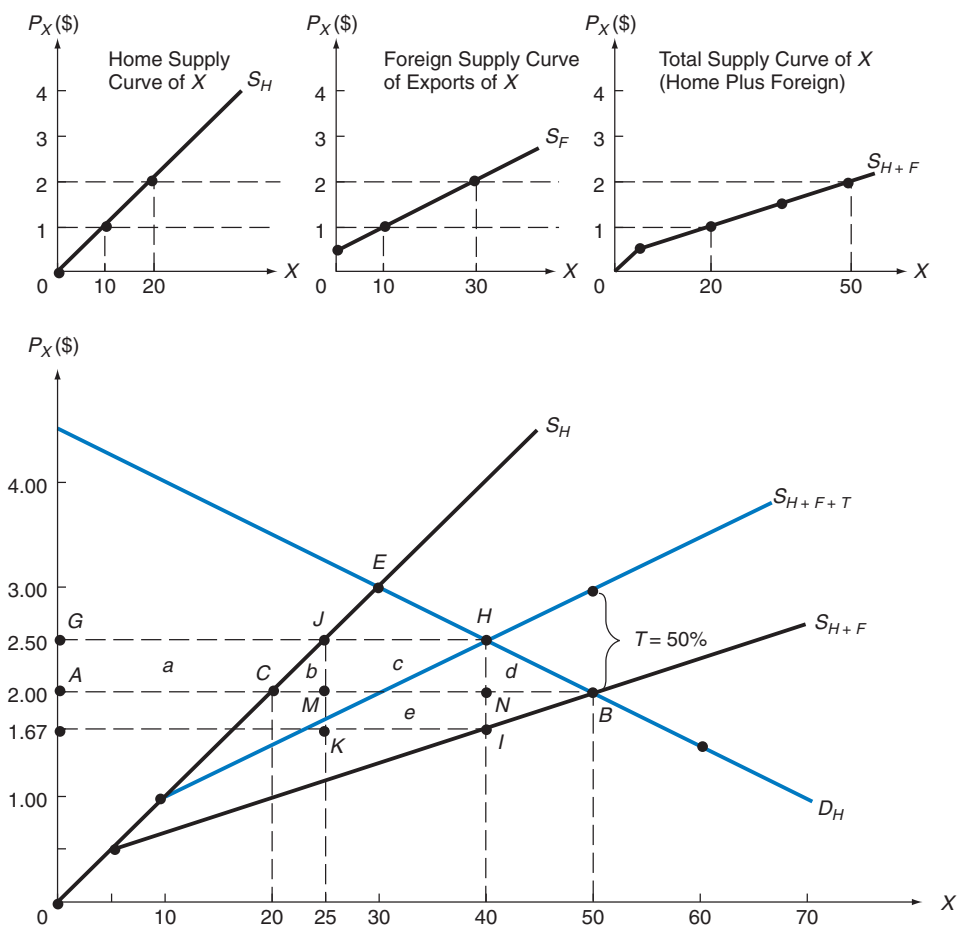 P_X ($)
Home Supply
Curve of X
S_H
4
3
2
1
0
10
20
X
P_X ($)
Foreign Supply Curve
of Exports of X
S_F
4
3
2
1
0
10
30
X
P_X ($)
Total Supply Curve of X
(Home Plus Foreign)
S_{H+F}
4
3
2
1
0
20
50
X
P_X ($)
S_H
4.00
S_{H+F+T}
E
3.00
G
J
H
2.50
T = 50%
S_{H+F}
a
C
b
c
d
A
2.00
M
N
B
e
1.67
K
I
1.00
D_H
0
10
20
25
30
40
50
60
70
X